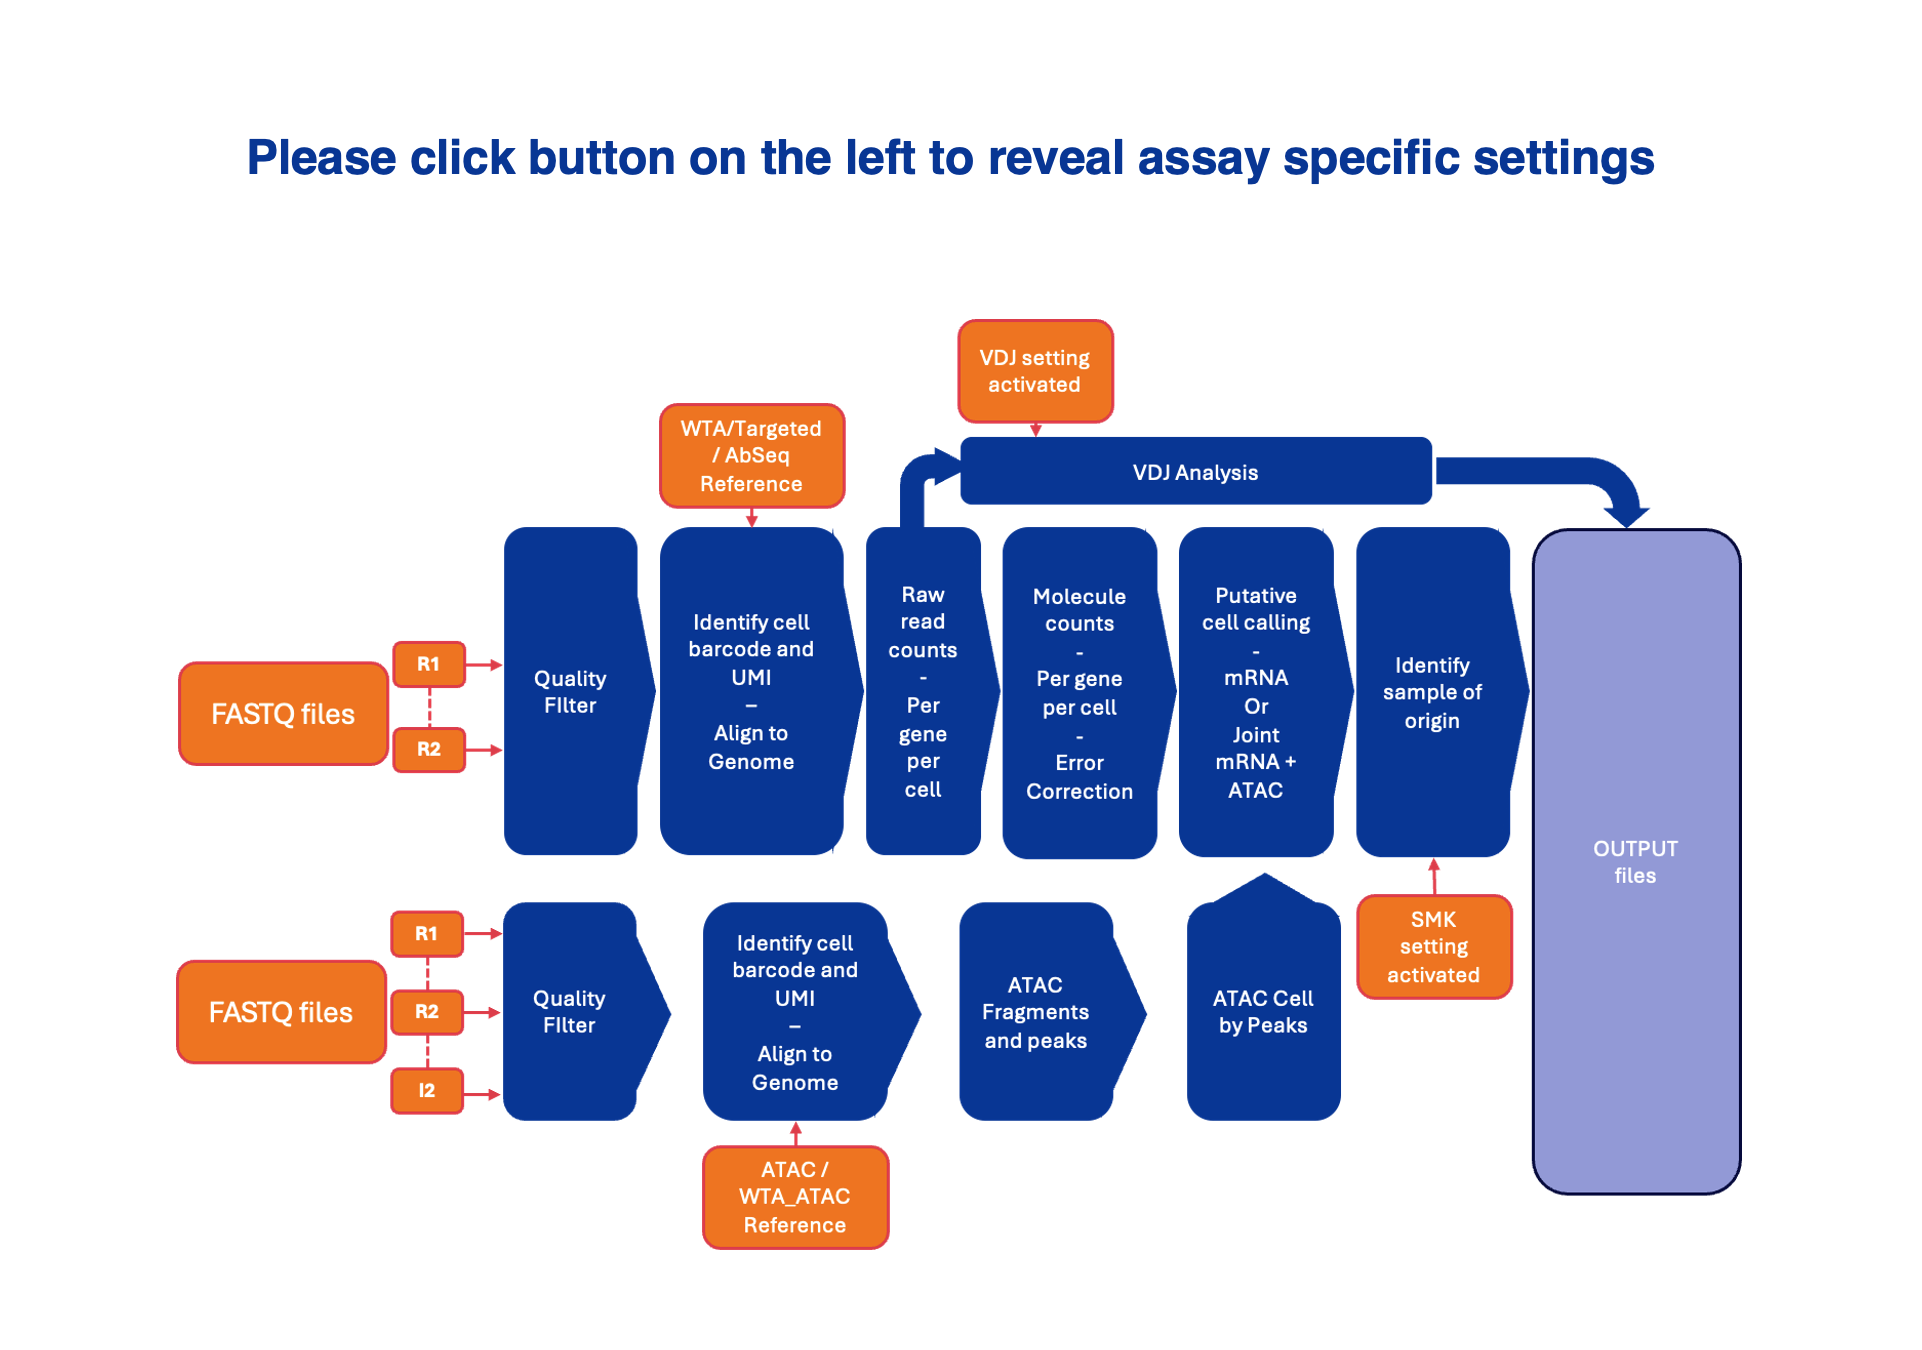 Please click button on the left to reveal assay specific settings
VDJ setting
activated
WTA/Targeted
/ AbSeq
Reference
VDJ Analysis
FASTQ files
R1
R2
Quality
FIlter
Identify cell
barcode and
UMI
–
Align to
Genome
Raw
read
counts
-
Per
gene
per
cell
Molecule
counts
-
Per gene
per cell
-
Error
Correction
Putative
cell calling
-
mRNA
Or
Joint
mRNA +
ATAC
Identify
sample of
origin
OUTPUT
files
FASTQ files
R1
R2
I2
Quality
FIlter
Identify cell
barcode and
UMI
–
Align to
Genome
ATAC
Fragments
and peaks
ATAC Cell
by Peaks
SMK
setting
activated
ATAC /
WTA_ATAC
Reference